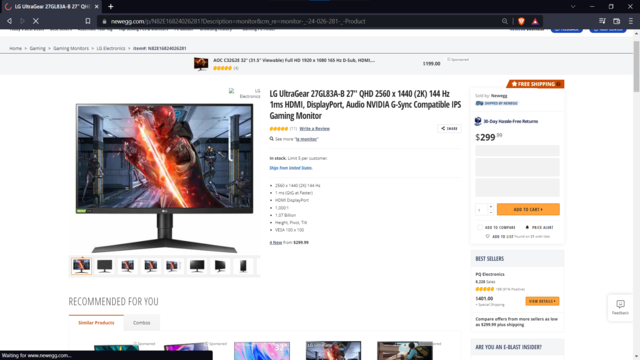 LG UltraGear 27GL83A-B 27" QHD 2
newegg.com/p/N82E16824026281?Description=monitor&cm_re=monitor-_-24-026-281-_-Product
Home > Gaming > Gaming Monitors > LG Electronics > Item#: N82E16824026281
AOC C32G2E 32" (31.5" Viewable) Full HD 1920 x 1080 165 Hz D-Sub, HDMI,...
$199.00
Sponsored
FREE SHIPPING
LG Electronics
LG UltraGear 27GL83A-B 27" QHD 2560 x 1440 (2K) 144 Hz
1ms HDMI, DisplayPort, Audio NVIDIA G-Sync Compatible IPS
Gaming Monitor
Write a Review
SHARE
See more "lg monitor"
In stock. Limit 5 per customer.
Ships from United States.
2560 x 1440 (2K) 144 Hz
1 ms (GtG at Faster)
HDMI DisplayPort
1,000:1
1.07 Billion
Height, Pivot, Tilt
VESA 100 x 100
4 New from $299.99
Sold by: Newegg
SHIPPED BY NEWEGG
30-Day Hassle-Free Returns
$299.99
1
ADD TO CART
ADD TO COMPARE
PRICE ALERT
ADD TO LIST
BEST SELLERS
PQ Electronics
$401.00
+ Special Shipping
VIEW DETAILS
Compare offers from more sellers as low
as $299.99 plus shipping
ARE YOU AN E-BLAST INSIDER?
Feedback
RECOMMENDED FOR YOU
Similar Products
Combos
Sponsored
Sponsored
Sponsored
Waiting for www.newegg.com...